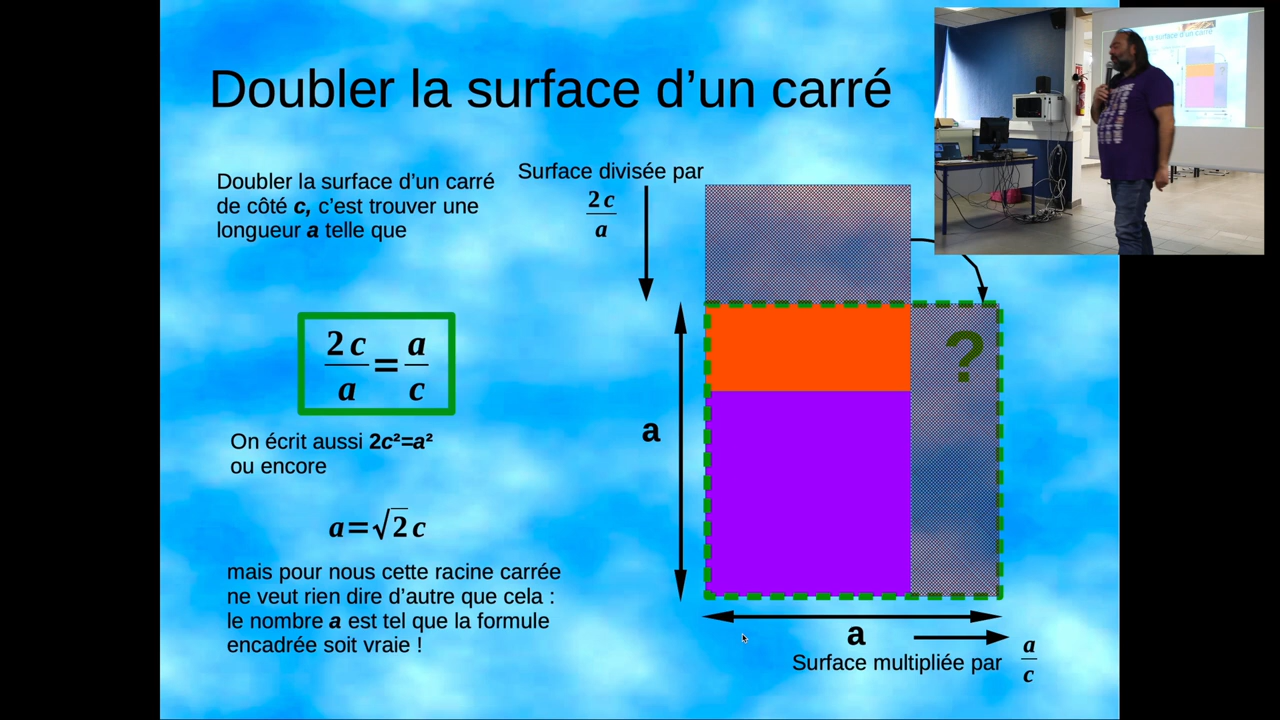 Doubler la surface d'un carré
Doubler la surface d'un carré
de côté c, c'est trouver une
longueur a telle que
2c/a = a/c
On écrit aussi 2c²=a²
ou encore
a=√2 c
mais pour nous cette racine carrée
ne veut rien dire d'autre que cela :
le nombre a est tel que la formule
encadrée soit vraie !
Surface divisée par
2c/a
?
a
a
Surface multipliée par a/c